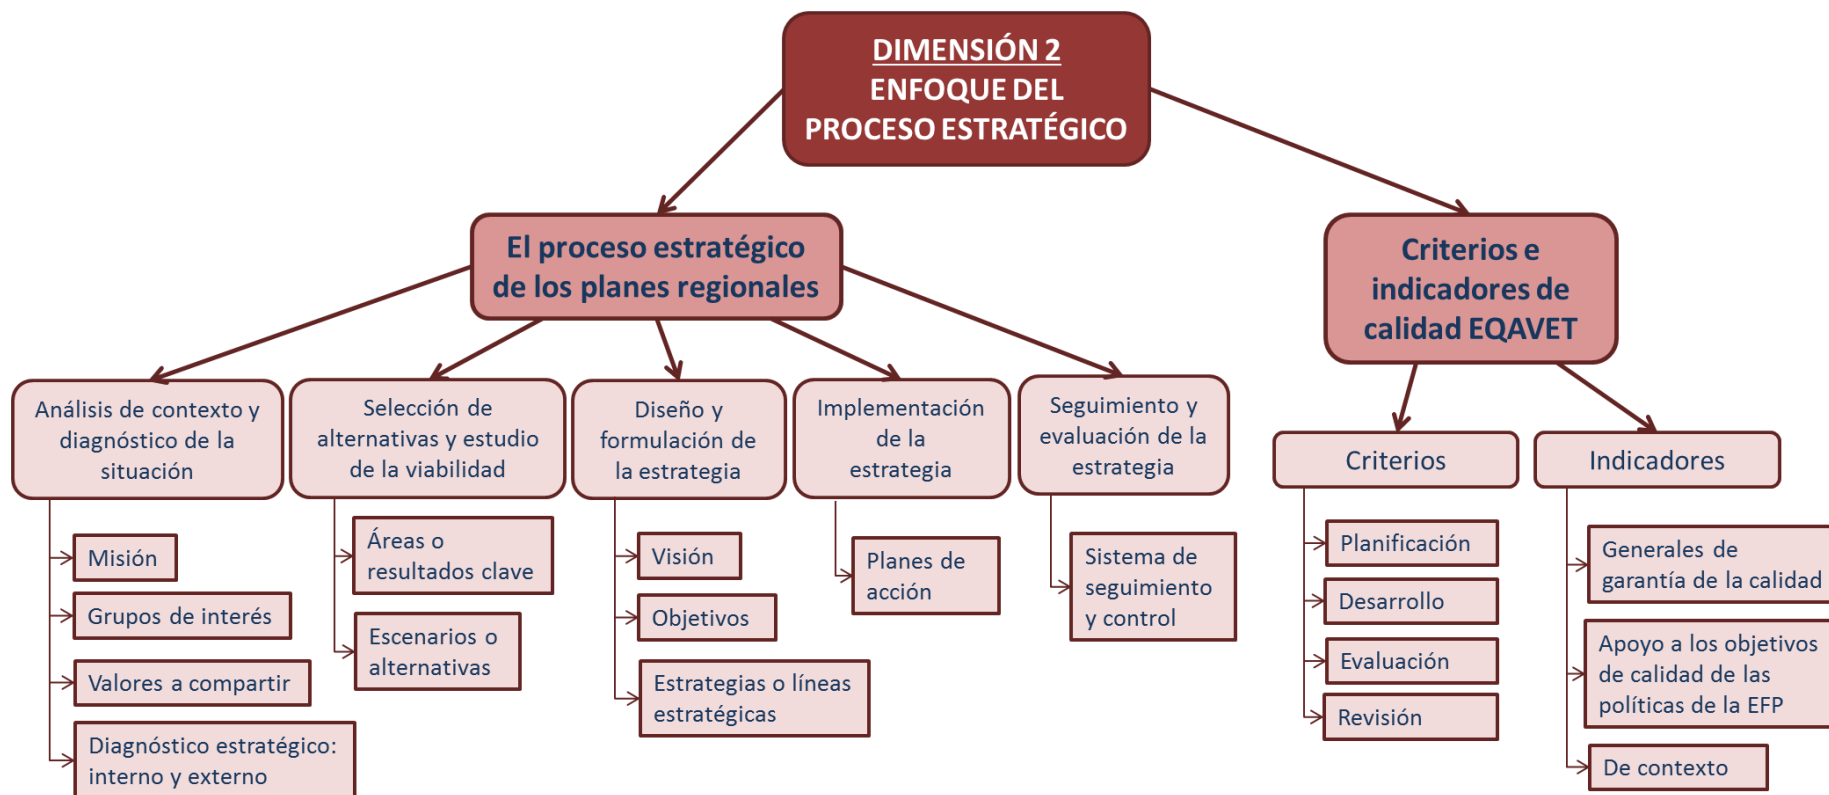 DIMENSIÓN 2
ENFOQUE DEL
PROCESO ESTRATÉGICO
El proceso estratégico
de los planes regionales
Criterios e
indicadores de
calidad EQAVET
Análisis de contexto y
diagnóstico de la
situación
Selección de
alternativas y estudio
de la viabilidad
Diseño y
formulación de
la estrategia
Implementación
de la
estrategia
Seguimiento y
evaluación de la
estrategia
Criterios
Indicadores
Misión
Grupos de interés
Valores a compartir
Diagnóstico estratégico:
interno y externo
Áreas o
resultados clave
Escenarios o
alternativas
Visión
Objetivos
Estrategias o líneas
estratégicas
Planes de
acción
Sistema de
seguimiento
y control
Planificación
Desarrollo
Evaluación
Revisión
Generales de
garantía de la calidad
Apoyo a los objetivos
de calidad de las
políticas de la EFP
De contexto